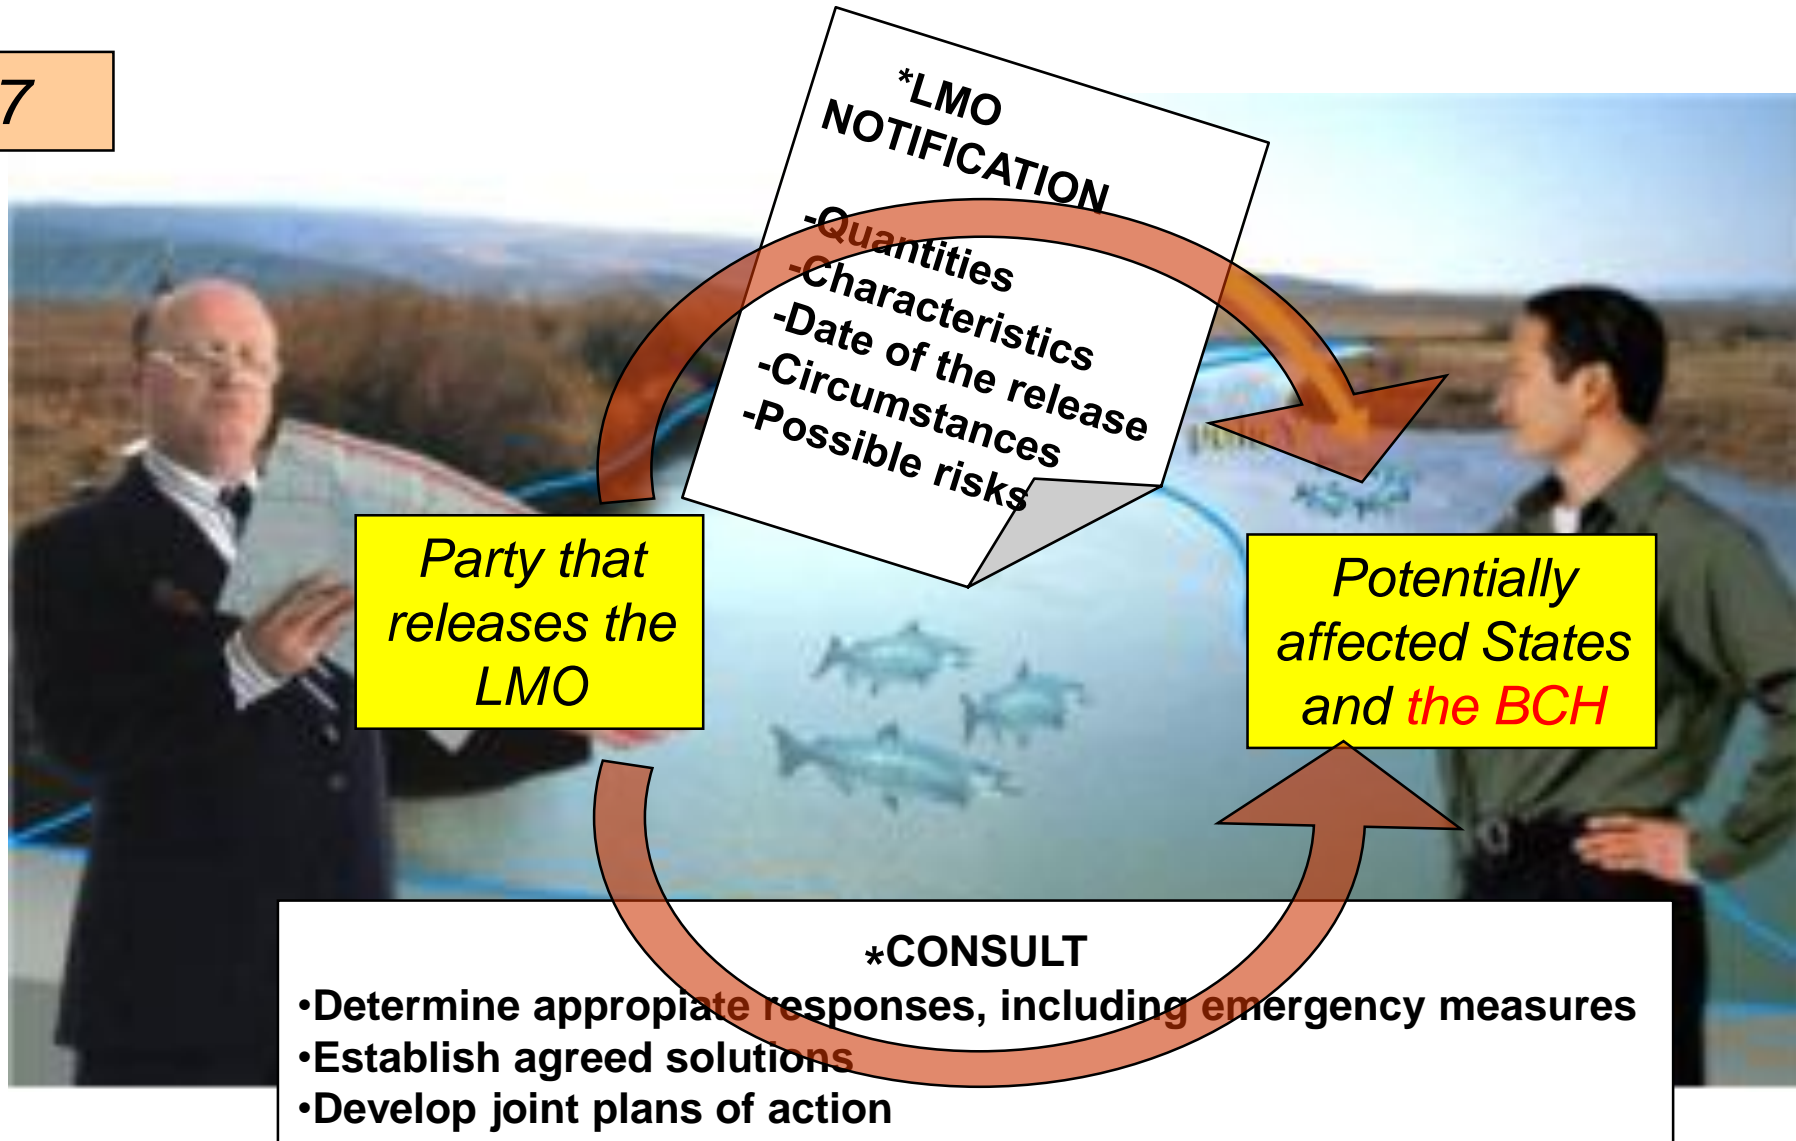 7
*LMO
NOTIFICATION
-Quantities
-Characteristics
-Date of the release
-Circumstances
-Possible risks
Party that
releases the
LMO
Potentially
affected States
and the BCH
*CONSULT
•Determine appropiate responses, including emergency measures
•Establish agreed solutions
•Develop joint plans of action